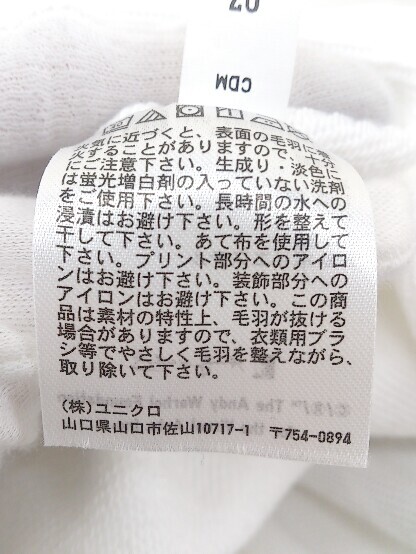 07
CDM
火気に近づくと、表面の毛羽に着
火することがありますので、十分
にご注意下さい。生成り・淡色に
は蛍光増白剤の入っていない洗剤
をご使用下さい。長時間の水への
浸漬はお避け下さい。形を整えて
干して下さい。あて布を使用して
下さい。プリント部分へのアイロ
ンはお避け下さい。装飾部分への
アイロンはお避け下さい。この商
品は素材の特性上、毛羽が抜ける
場合がありますので、衣類用ブラ
シ等でやさしく毛羽を整えながら、
取り除いて下さい。
(株)ユニクロ
山口県山口市佐山10717-1 〒754-0894
©/®/™ The Andy Warhol Foundation